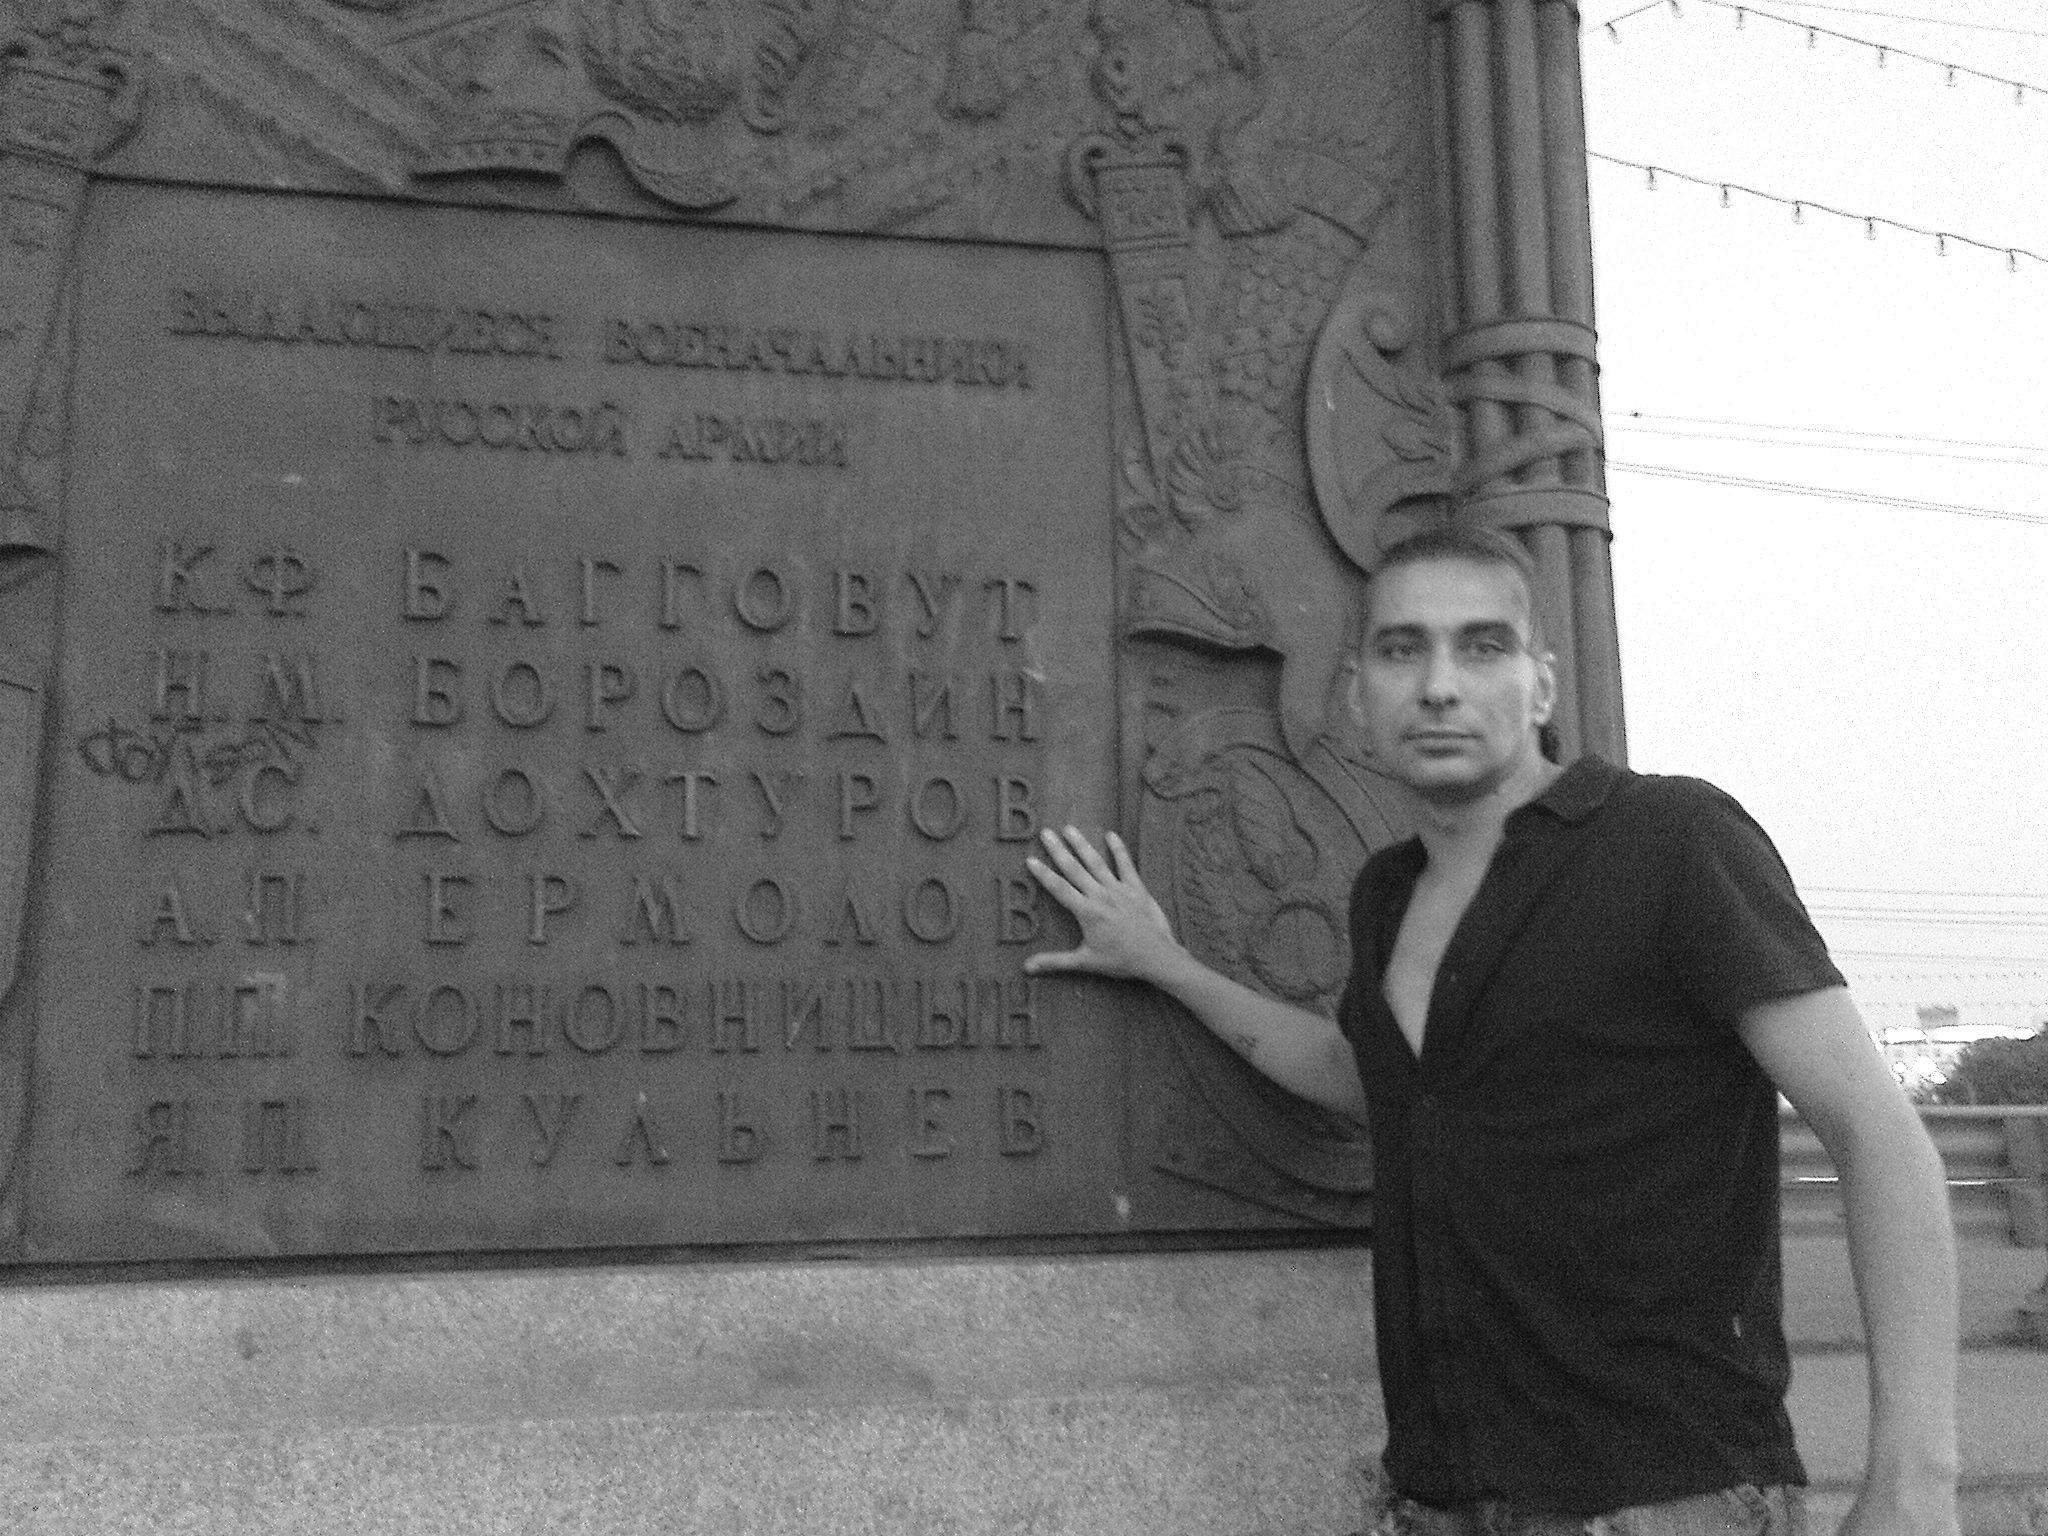 ВЫДАЮЩИЕСЯ ВОЕНАЧАЛЬНИКИ
РУССКОЙ АРМИИ
К.Ф БАГГОВУТ
Н.М. БОРОЗДИН
Д.С. ДОХТУРОВ
А.П. ЕРМОЛОВ
П.П. КОНОВНИЦЫН
Я.П. КУЛЬНЕВ